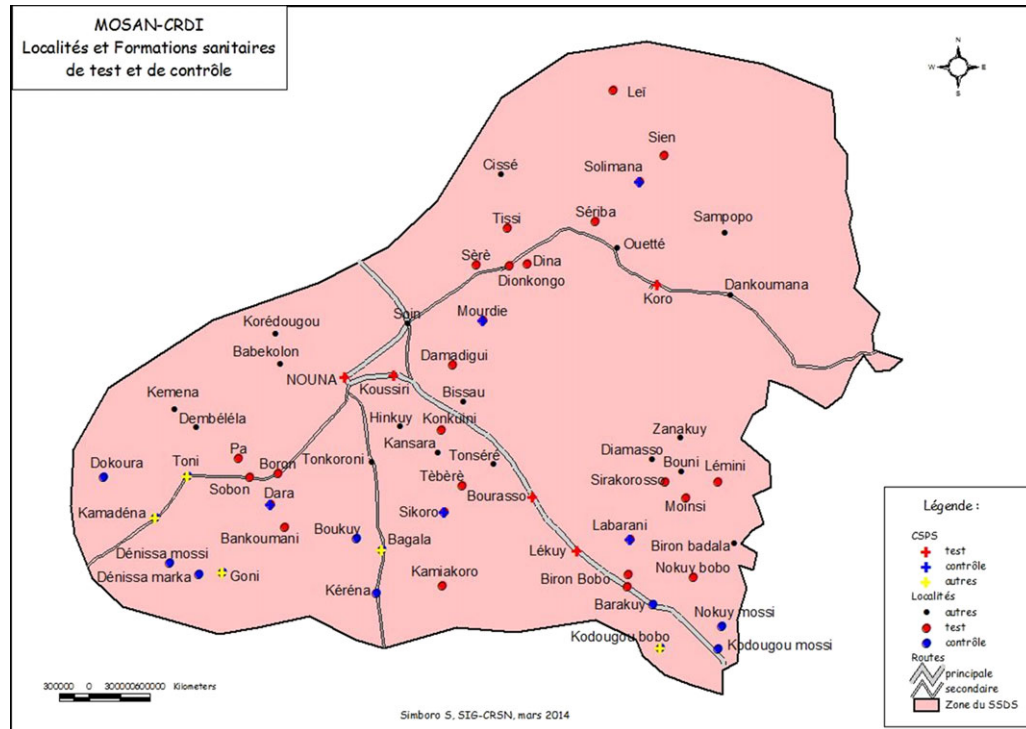 MOSAN-CRDI
Localités et Formations sanitaires
de test et de contrôle
N
W E
S
Leï
Sien
Cissé
Solimana
Sériba
Sampopo
Tissi
Ouetté
Sèrè
Dina
Dionkongo
Koro
Dankoumana
Mourdie
Soin
Korédougou
Babekolon
Damadigui
NOUNA
Koussiri
Bissau
Kemena
Dembéléla
Hinkuy
Konkuini
Zanakuy
Kansara
Diamasso
Tonséré
Bouni
Pa
Dokoura
Toni
Boron
Tonkoroni
Sirakorosso
Lémini
Sobon
Tèbèrè
Bourasso
Moinsi
Dara
Kamadéna
Sikoro
Labarani
Bankoumani
Boukuy
Bagala
Lékuy
Biron badala
Dénissa mossi
Dénissa marka
Goni
Nokuy bobo
Kamiakoro
Biron Bobo
Kéréna
Barakuy
Nokuy mossi
Kodougou bobo
Kodougou mossi
Légende :
CSPS
test
contrôle
autres
Localités
autres
test
contrôle
Routes
principale
secondaire
Zone du SSDS
300000 0 300000600000 Kilometers
Simboro S, SIG-CRSN, mars 2014